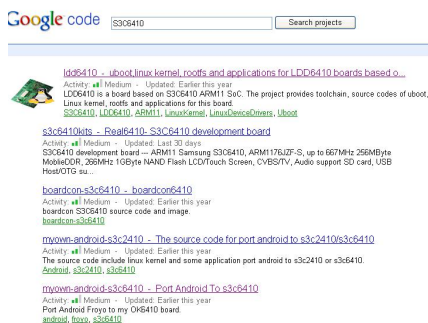 Google code S3C6410 Search projects
ldd6410 - uboot,linux kernel, rootfs and applications for LDD6410 boards based o...
Activity: Medium - Updated: Earlier this year
LDD6410 is a board based on S3C6410 ARM11 SoC. The project provides toolchain, source codes of uboot,
Linux kernel, rootfs and applications for this board.
S3C6410, LDD6410, ARM11, LinuxKernel, LinuxDeviceDrivers, Uboot
s3c6410kits - Real6410- S3C6410 development board
Activity: Medium - Updated: Last 30 days
S3C6410 development board --- ARM11 Samsung S3C6410, ARM1176JZF-S, up to 667MHz 256MByte
MoblieDDR, 266MHz 1GByte NAND Flash LCD/Touch Screen, CVBS/TV, Audio support SD card, USB
Host/OTG su...
boardcon-s3c6410 - boardcon6410
Activity: Medium - Updated: Earlier this year
boardcon S3C6410 source code and image.
boardcon-s3c6410
myown-android-s3c2410 - The source code for port android to s3c2410/s3c6410
Activity: Medium - Updated: Earlier this year
The source code include linux kernel and some application port android to s3c2410 or s3c6410.
Android, s3c2410, s3c6410
myown-android-s3c6410 - Port Android To s3c6410
Activity: Medium - Updated: Earlier this year
Port Android Froyo to my OK6410 board.
android, froyo, s3c6410